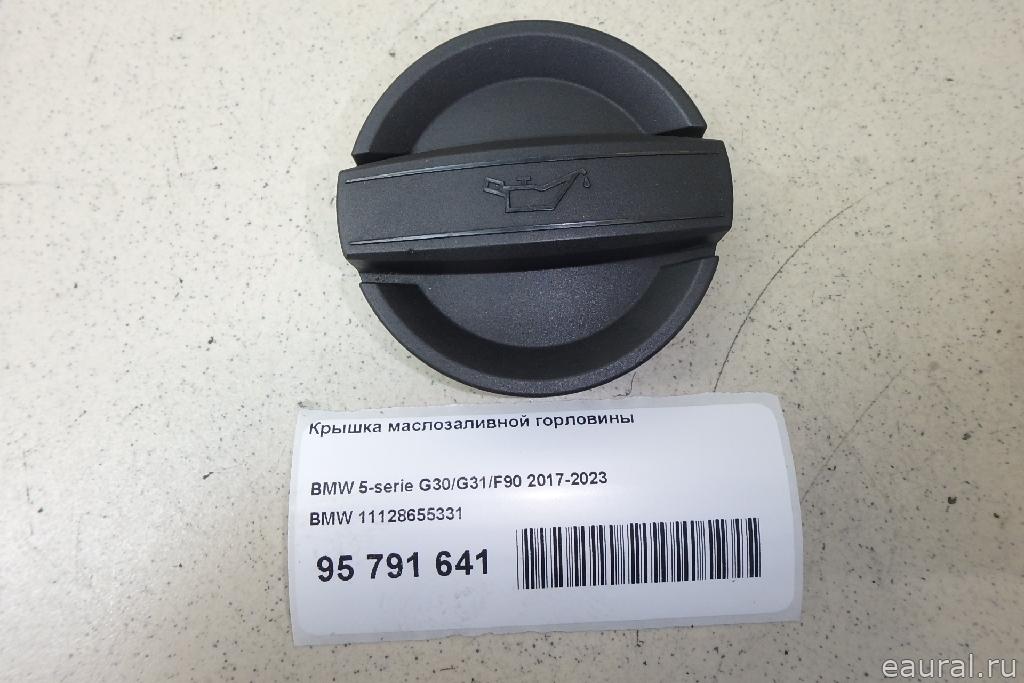 Крышка маслозаливной горловины
BMW 5-serie G30/G31/F90 2017-2023
BMW 11128655331
95 791 641
eaural.ru